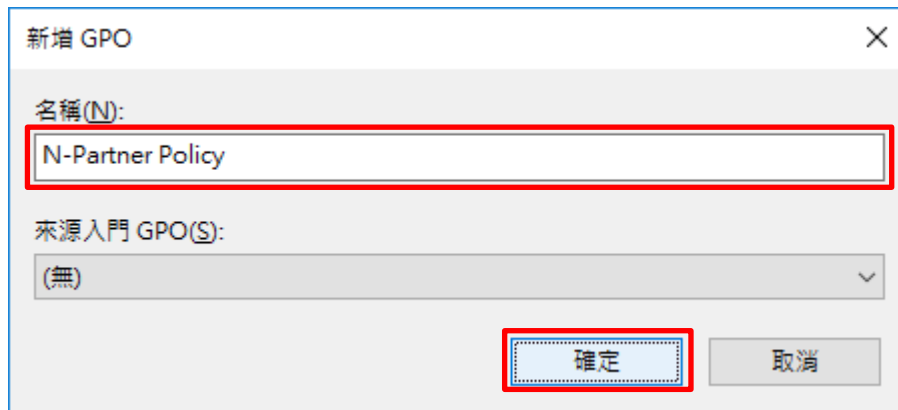 新增 GPO
名稱(N):
N-Partner Policy
來源入門 GPO(S):
(無)
確定
取消